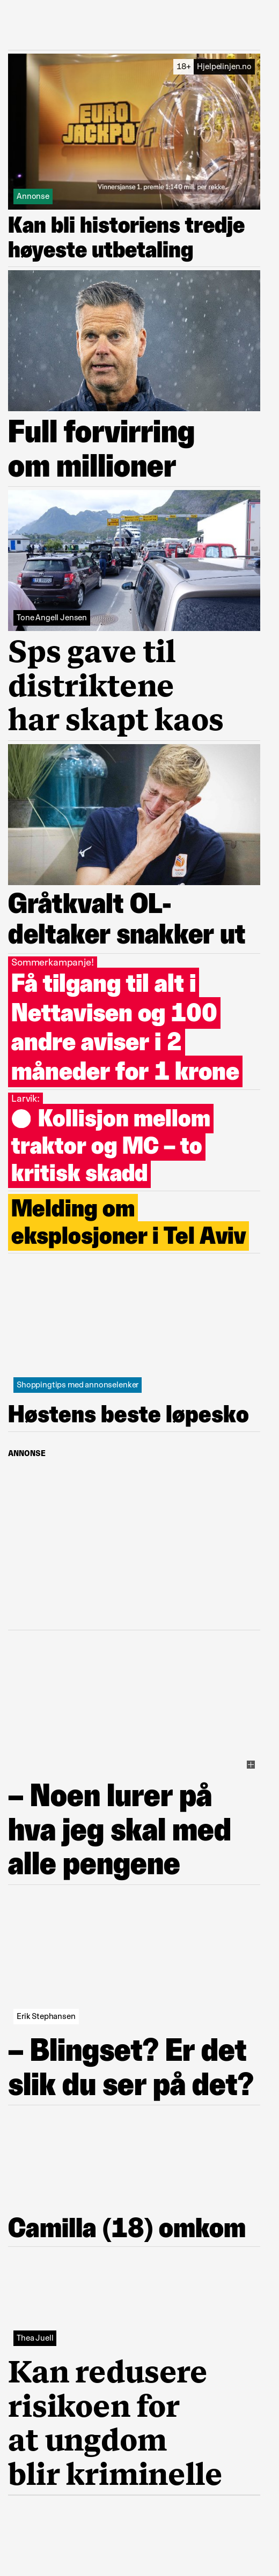 18+ Hjelpelinjen.no
EURO
JACKPOT
Vinnersjanse 1. premie 1:140 mill. per rekke.
Annonse
Kan bli historiens tredje
høyeste utbetaling
Full forvirring
om millioner
Tone Angell Jensen
Sps gave til
distriktene
har skapt kaos
Gråtkvalt OL-
deltaker snakker ut
Sommerkampanje!
Få tilgang til alt i
Nettavisen og 100
andre aviser i 2
måneder for 1 krone
Larvik:
Kollisjon mellom
traktor og MC – to
kritisk skadd
Melding om
eksplosjoner i Tel Aviv
Shoppingtips med annonselenker
Høstens beste løpesko
ANNONSE
– Noen lurer på
hva jeg skal med
alle pengene
Erik Stephansen
– Blingset? Er det
slik du ser på det?
Camilla (18) omkom
Thea Juell
Kan redusere
risikoen for
at ungdom
blir kriminelle